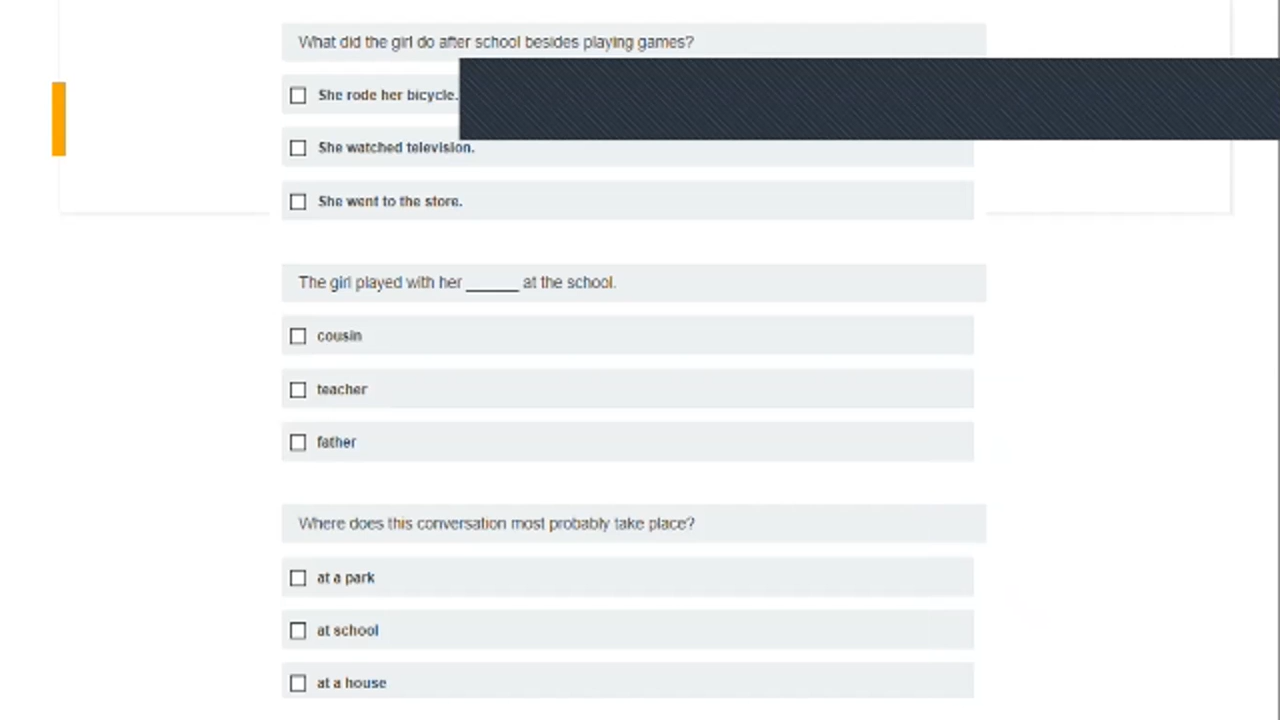 What did the girl do after school besides playing games?
She rode her bicycle.
She watched television.
She went to the store.
The girl played with her ______ at the school.
cousin
teacher
father
Where does this conversation most probably take place?
at a park
at school
at a house